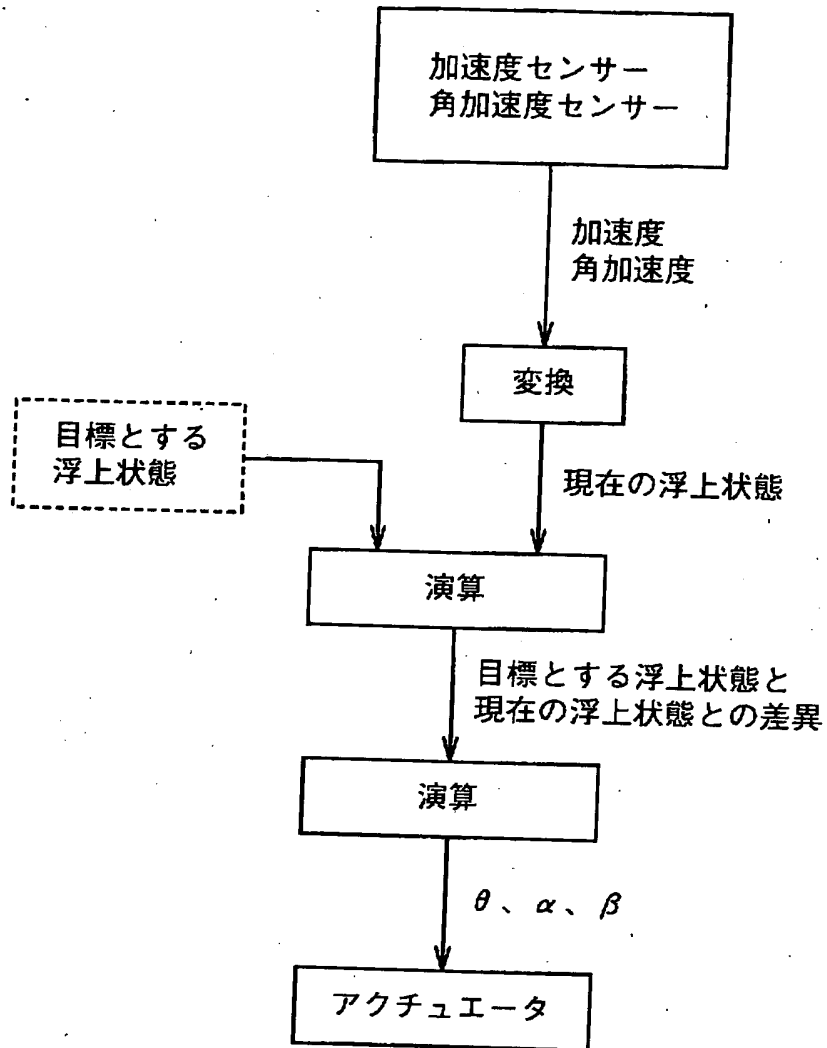 加速度センサー
角加速度センサー
加速度
角加速度
変換
目標とする
浮上状態
現在の浮上状態
演算
目標とする浮上状態と
現在の浮上状態との差異
演算
θ、α、β
アクチュエータ